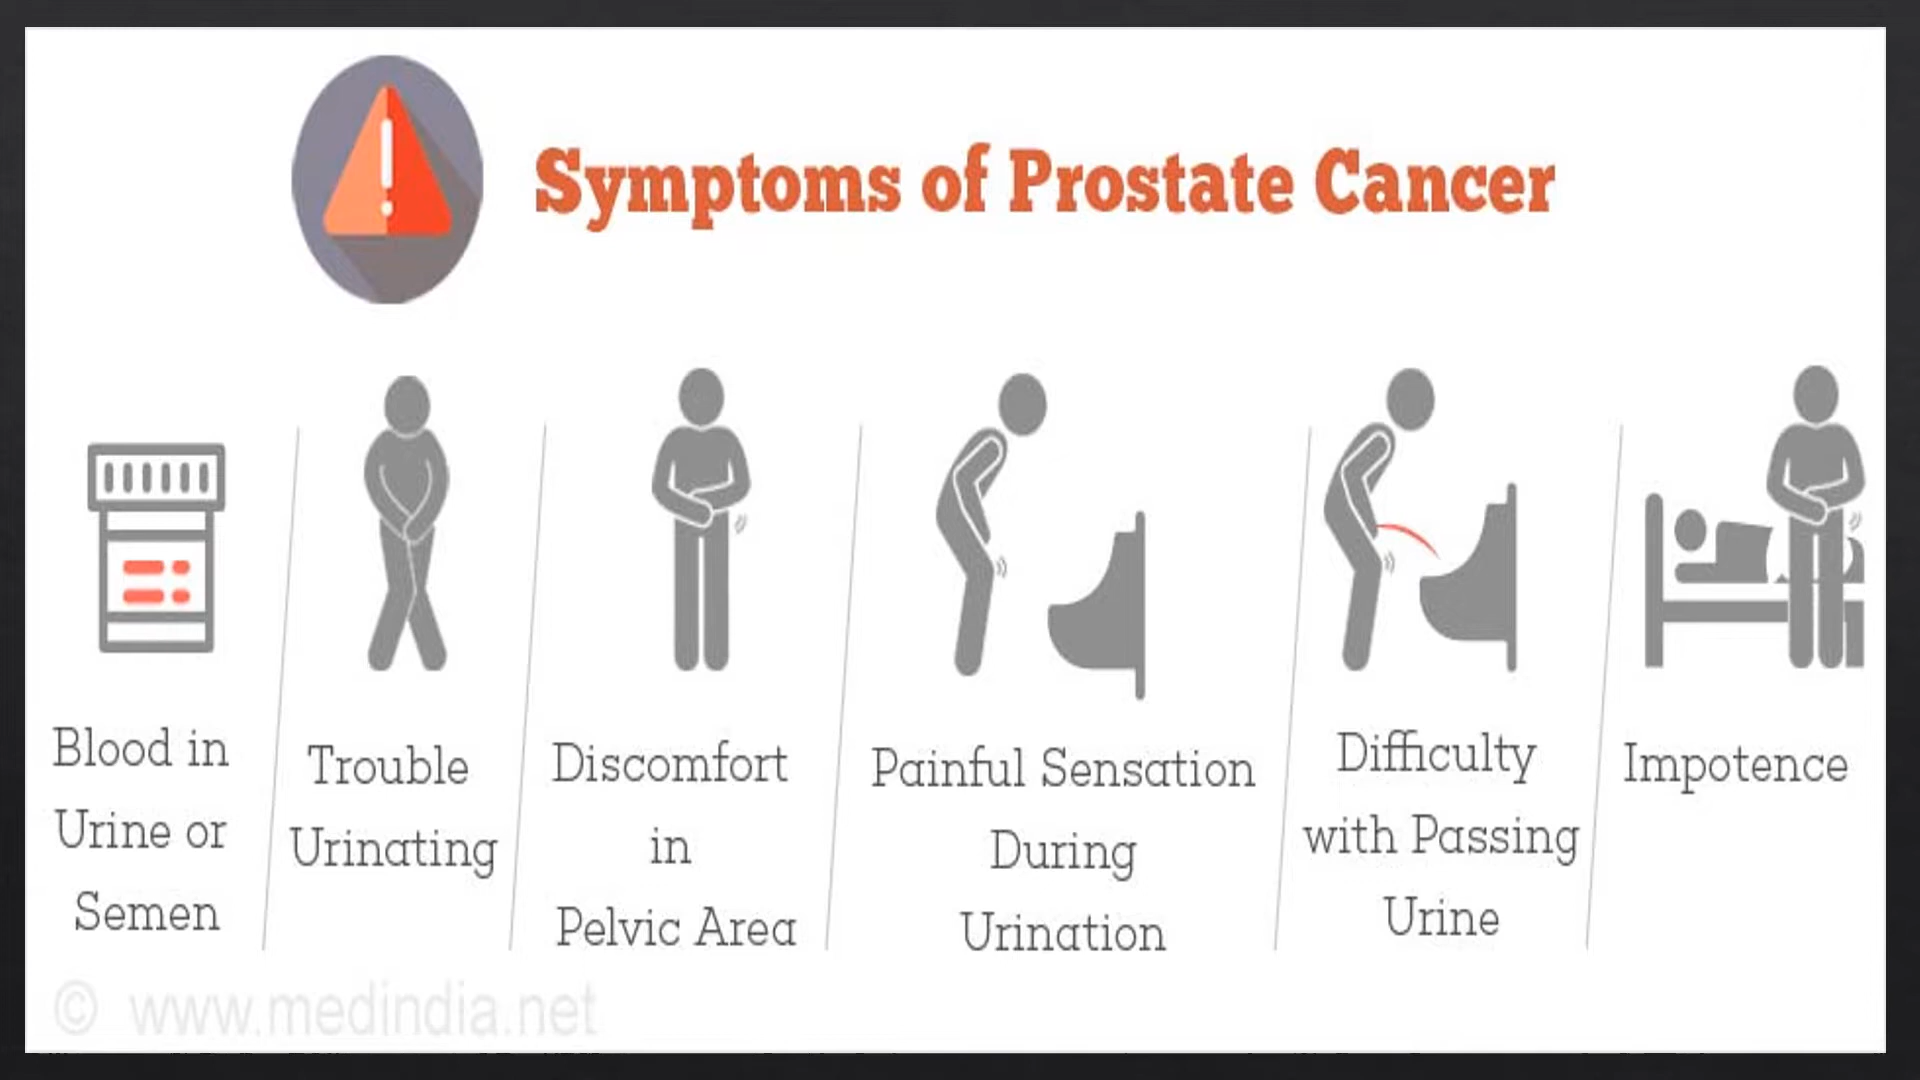 Symptoms of Prostate Cancer
Blood in
Urine or
Semen
Trouble
Urinating
Discomfort
in
Pelvic Area
Painful Sensation
During
Urination
Difficulty
with Passing
Urine
Impotence
© www.medindia.net